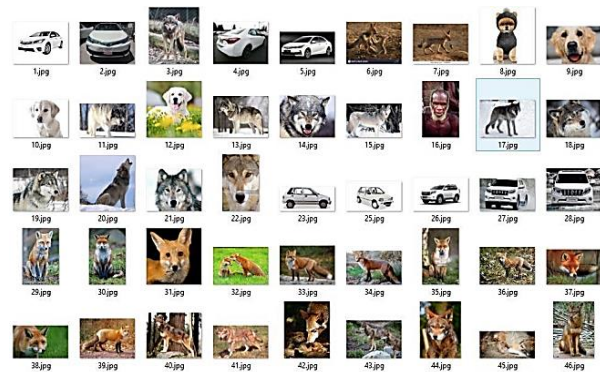 1.jpg 2.jpg 3.jpg 4.jpg 5.jpg 6.jpg 7.jpg 8.jpg 9.jpg
10.jpg 11.jpg 12.jpg 13.jpg 14.jpg 15.jpg 16.jpg 17.jpg 18.jpg
19.jpg 20.jpg 21.jpg 22.jpg 23.jpg 25.jpg 26.jpg 27.jpg 28.jpg
29.jpg 30.jpg 31.jpg 32.jpg 33.jpg 34.jpg 35.jpg 36.jpg 37.jpg
38.jpg 39.jpg 40.jpg 41.jpg 42.jpg 43.jpg 44.jpg 45.jpg 46.jpg